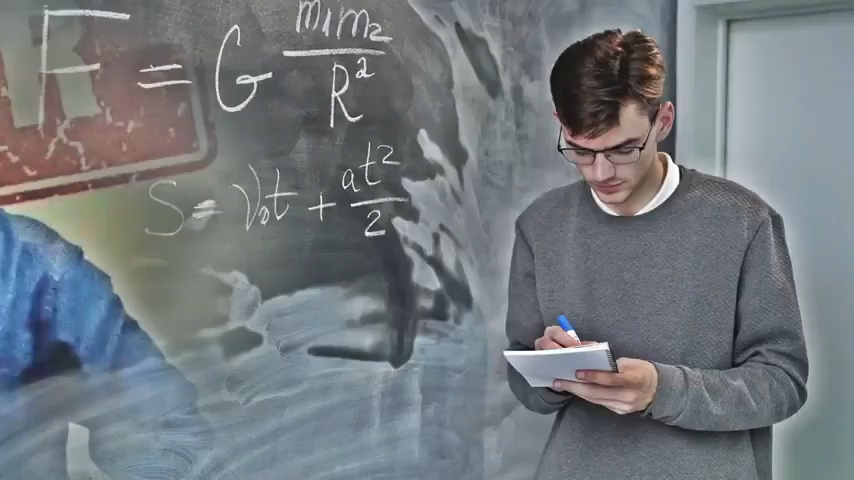 F = G m₁m₂/R²
S = V₀t + at²/2